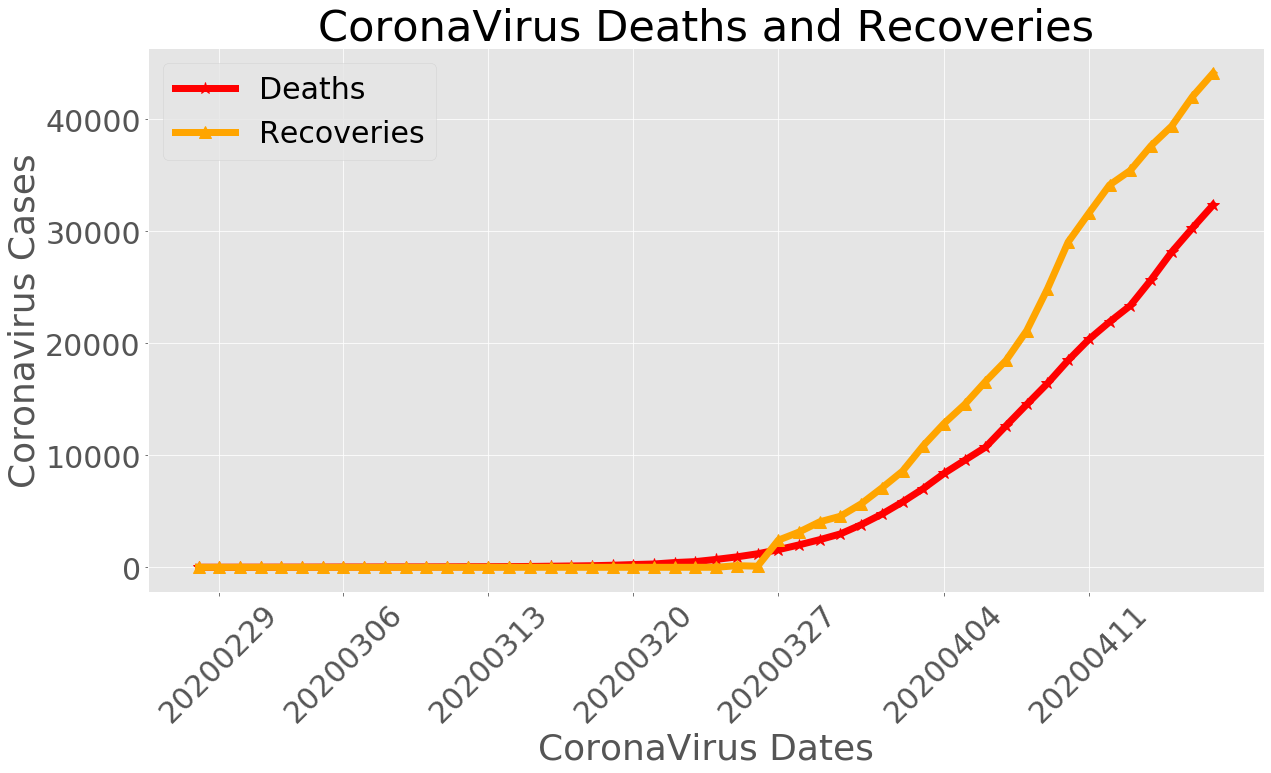 CoronaVirus Deaths and Recoveries
Deaths
Recoveries
Coronavirus Cases
40000
30000
20000
10000
0
20200229
20200306
20200313
20200320
20200327
20200404
20200411
CoronaVirus Dates